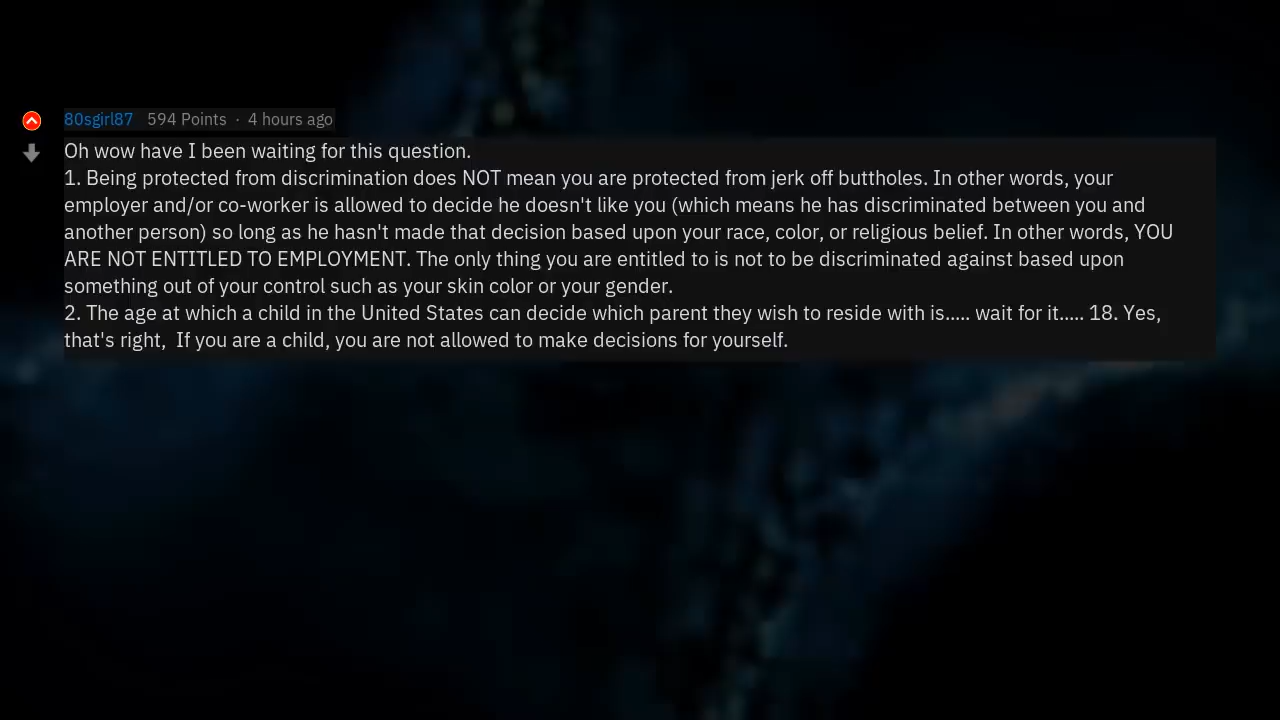 80sgirl87 594 Points · 4 hours ago
Oh wow have I been waiting for this question.
1. Being protected from discrimination does NOT mean you are protected from jerk off buttholes. In other words, your
employer and/or co-worker is allowed to decide he doesn't like you (which means he has discriminated between you and
another person) so long as he hasn't made that decision based upon your race, color, or religious belief. In other words, YOU
ARE NOT ENTITLED TO EMPLOYMENT. The only thing you are entitled to is not to be discriminated against based upon
something out of your control such as your skin color or your gender.
2. The age at which a child in the United States can decide which parent they wish to reside with is..... wait for it..... 18. Yes,
that's right,  If you are a child, you are not allowed to make decisions for yourself.